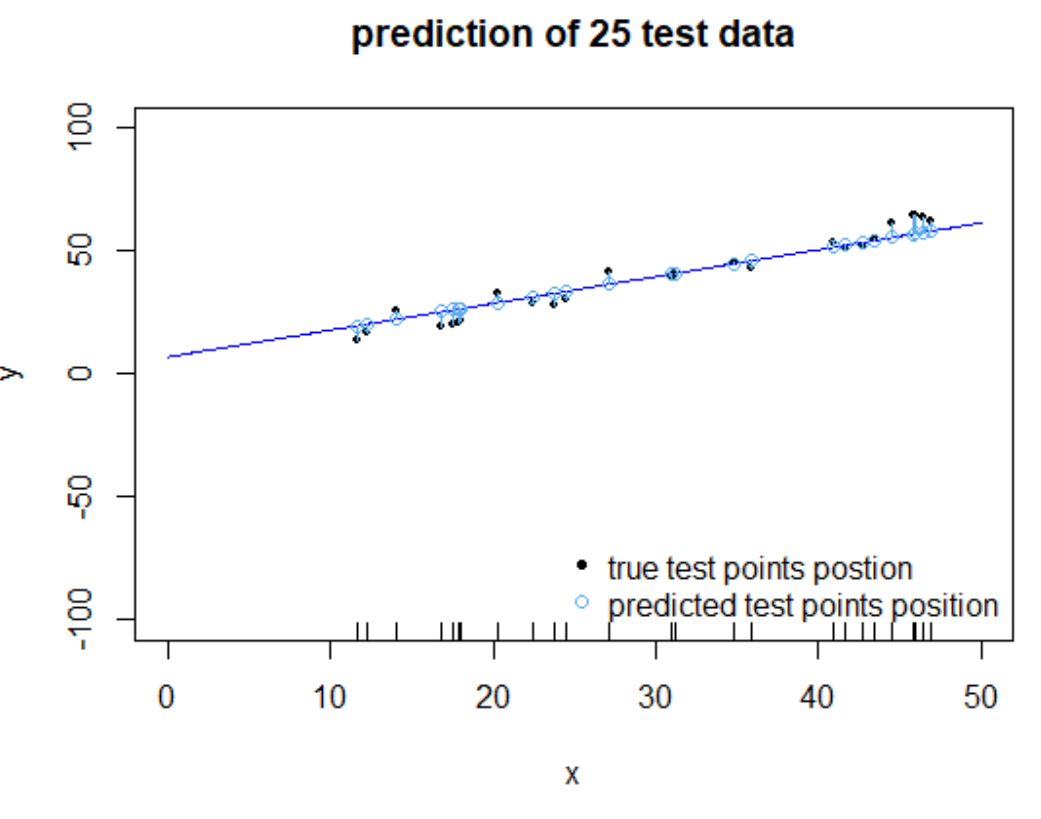 prediction of 25 test data
100
50
0
-50
-100
y
true test points postion
predicted test points position
0 10 20 30 40 50
x